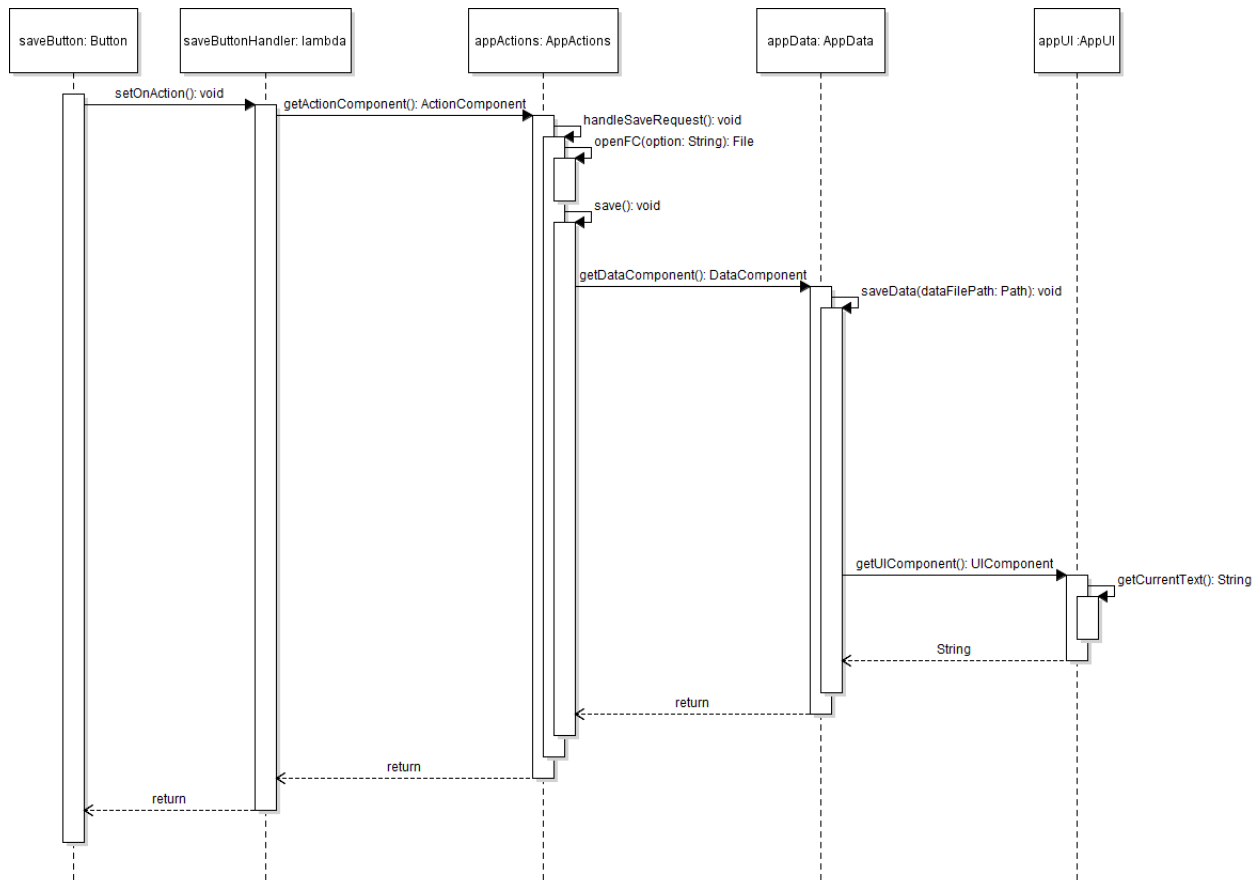 saveButton: Button
saveButtonHandler: lambda
appActions: AppActions
appData: AppData
appUI :AppUI
setOnAction(): void
getActionComponent(): ActionComponent
handleSaveRequest(): void
openFC(option: String): File
save(): void
getDataComponent(): DataComponent
saveData(dataFilePath: Path): void
getUIComponent(): UIComponent
getCurrentText(): String
String
return
return
return